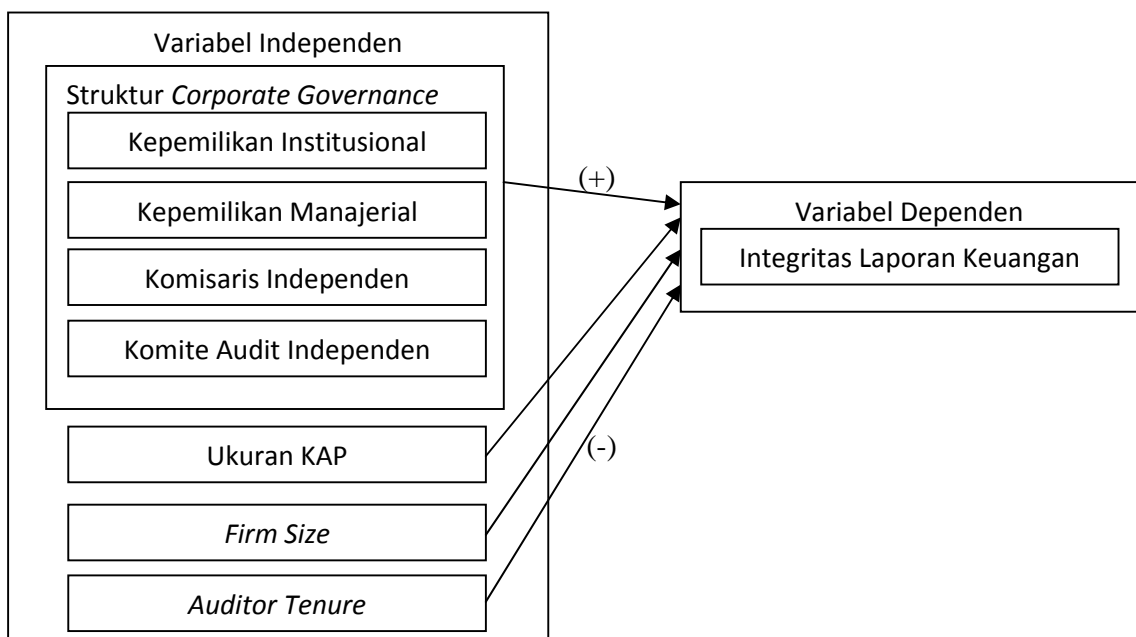 Variabel Independen
Struktur Corporate Governance
Kepemilikan Institusional
Kepemilikan Manajerial
Komisaris Independen
Komite Audit Independen
Ukuran KAP
Firm Size
Auditor Tenure
(+)
(-)
Variabel Dependen
Integritas Laporan Keuangan